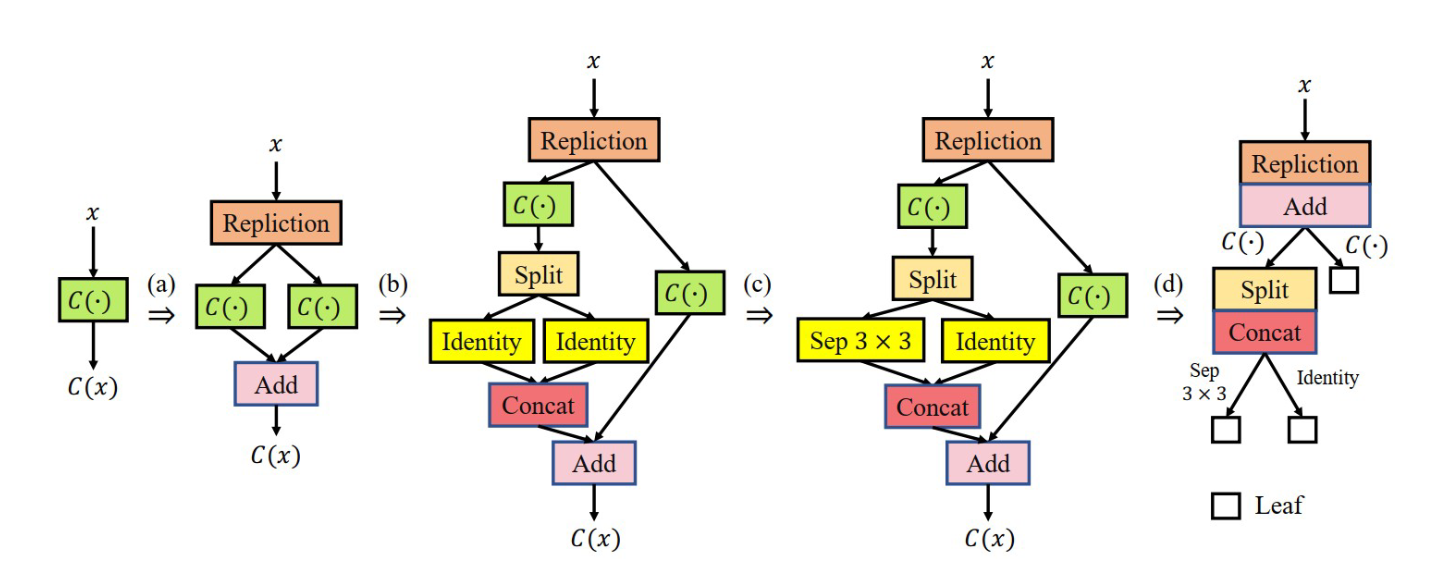 x
C(·)
C(x)
(a)
⇒
x
Repliction
C(·) C(·)
Add
C(x)
(b)
⇒
x
Repliction
C(·)
Split
C(·)
Identity Identity
Concat
Add
C(x)
(c)
⇒
x
Repliction
C(·)
Split
C(·)
Sep 3 × 3 Identity
Concat
Add
C(x)
(d)
⇒
x
Repliction
Add
C(·) C(·)
Split
Concat
Sep
3 × 3
Identity
Leaf